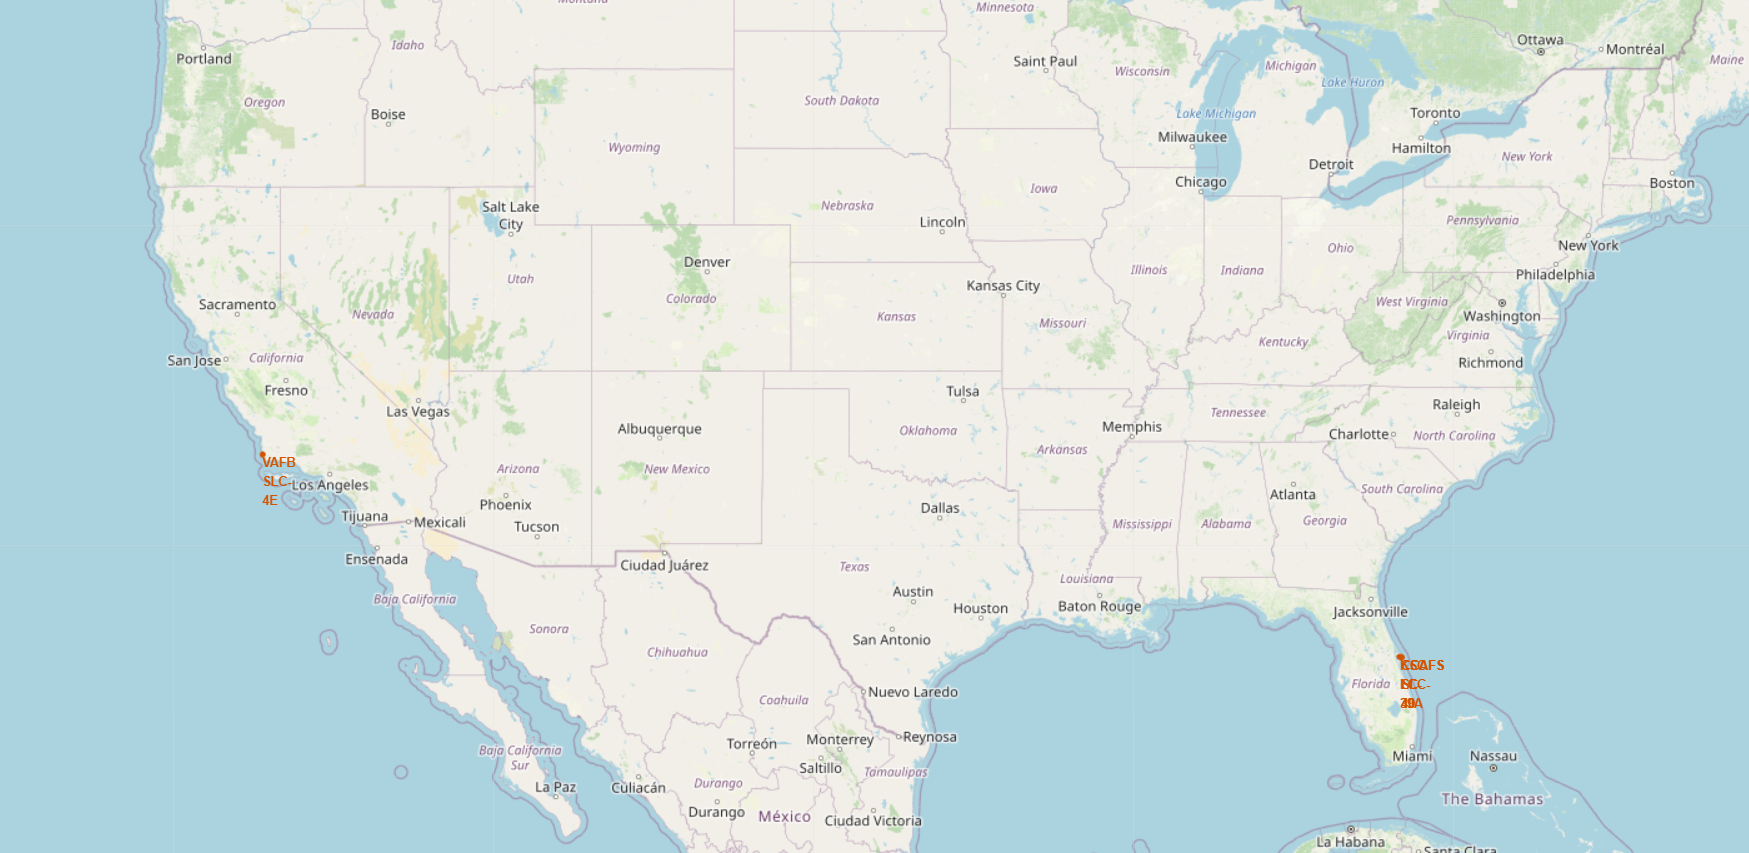 Montana
Minnesota
Portland
Idaho
Saint Paul
Ottawa
Montréal
Maine
Wisconsin
Michigan
Lake Huron
Oregon
Boise
South Dakota
Lake Michigan
Toronto
Wyoming
Milwaukee
Hamilton
New York
Detroit
Chicago
Boston
Iowa
Salt Lake
City
Nebraska
Lincoln
Pennsylvania
New York
Ohio
Denver
Utah
Illinois
Indiana
Philadelphia
Kansas City
Colorado
Sacramento
Nevada
Kansas
Missouri
West Virginia
Washington
Virginia
Kentucky
San Jose
California
Richmond
Fresno
Las Vegas
Tulsa
Raleigh
Tennessee
Albuquerque
Oklahoma
Memphis
Charlotte
North Carolina
Arkansas
VAFB
SLC-
4E
Los Angeles
Arizona
New Mexico
Phoenix
Atlanta
South Carolina
Dallas
Tijuana
Mexicali
Tucson
Mississippi
Alabama
Georgia
Ensenada
Ciudad Juárez
Texas
Louisiana
Baja California
Austin
Houston
Baton Rouge
Jacksonville
Sonora
San Antonio
Chihuahua
Florida
Coahuila
Nuevo Laredo
Torreón
Monterrey
Reynosa
Baja California
Sur
Saltillo
Tamaulipas
Miami
Nassau
La Paz
Culiacán
Durango
Durango
México
Ciudad Victoria
The Bahamas
La Habana
Santa Clara